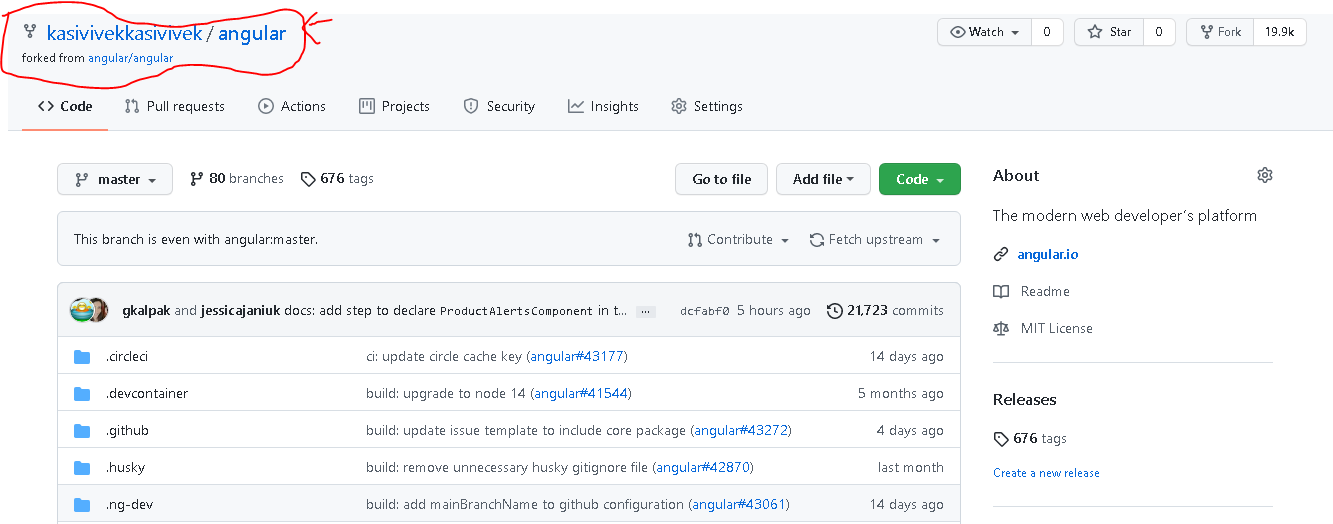 kasivivekkasivivek / angular
Watch 0 Star 0 Fork 19.9k
forked from angular/angular
Code Pull requests Actions Projects Security Insights Settings
master 80 branches 676 tags Go to file Add file Code
This branch is even with angular:master. Contribute Fetch upstream
gkalpak and jessicajaniuk docs: add step to declare ProductAlertsComponent in t... ... dcfabf0 5 hours ago 21,723 commits
.circleci ci: update circle cache key (angular#43177) 14 days ago
.devcontainer build: upgrade to node 14 (angular#41544) 5 months ago
.github build: update issue template to include core package (angular#43272) 4 days ago
.husky build: remove unnecessary husky gitignore file (angular#42870) last month
.ng-dev build: add mainBranchName to github configuration (angular#43061) 14 days ago
About
The modern web developer's platform
angular.io
Readme
MIT License
Releases
676 tags
Create a new release